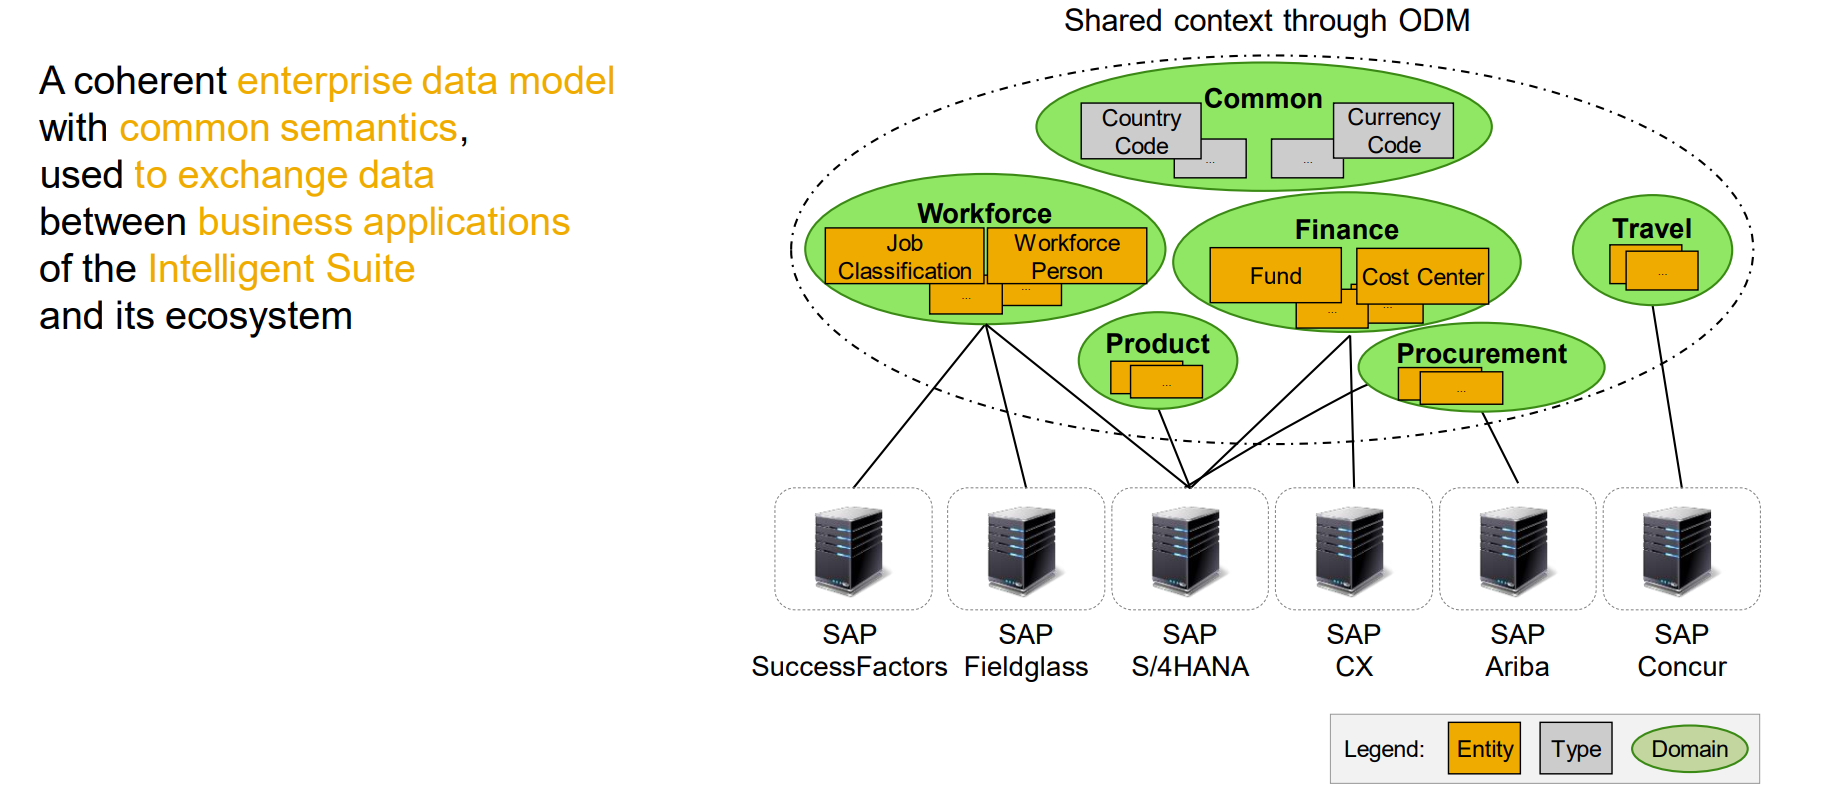 Shared context through ODM
A coherent enterprise data model
with common semantics,
used to exchange data
between business applications
of the Intelligent Suite
and its ecosystem
Common
Country
Code
Currency
Code
...
...
Workforce
Job
Classification
Workforce
Person
...
...
Finance
Fund
Cost Center
...
...
Travel
...
Product
...
Procurement
...
SAP
SuccessFactors
SAP
Fieldglass
SAP
S/4HANA
SAP
CX
SAP
Ariba
SAP
Concur
Legend:
Entity
Type
Domain